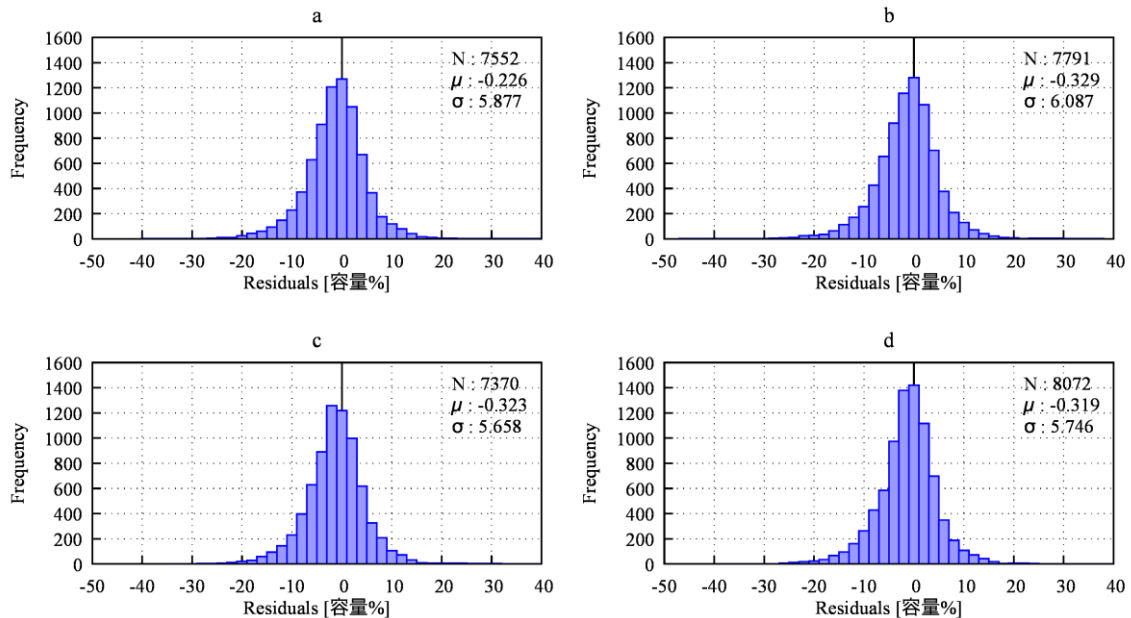 a
1600
1400
1200
1000
800
600
400
200
0
Frequency
N : 7552
μ : -0.226
σ : 5.877
-50 -40 -30 -20 -10 0 10 20 30 40
Residuals [容量%]
b
1600
1400
1200
1000
800
600
400
200
0
Frequency
N : 7791
μ : -0.329
σ : 6.087
-50 -40 -30 -20 -10 0 10 20 30 40
Residuals [容量%]
c
1600
1400
1200
1000
800
600
400
200
0
Frequency
N : 7370
μ : -0.323
σ : 5.658
-50 -40 -30 -20 -10 0 10 20 30 40
Residuals [容量%]
d
1600
1400
1200
1000
800
600
400
200
0
Frequency
N : 8072
μ : -0.319
σ : 5.746
-50 -40 -30 -20 -10 0 10 20 30 40
Residuals [容量%]